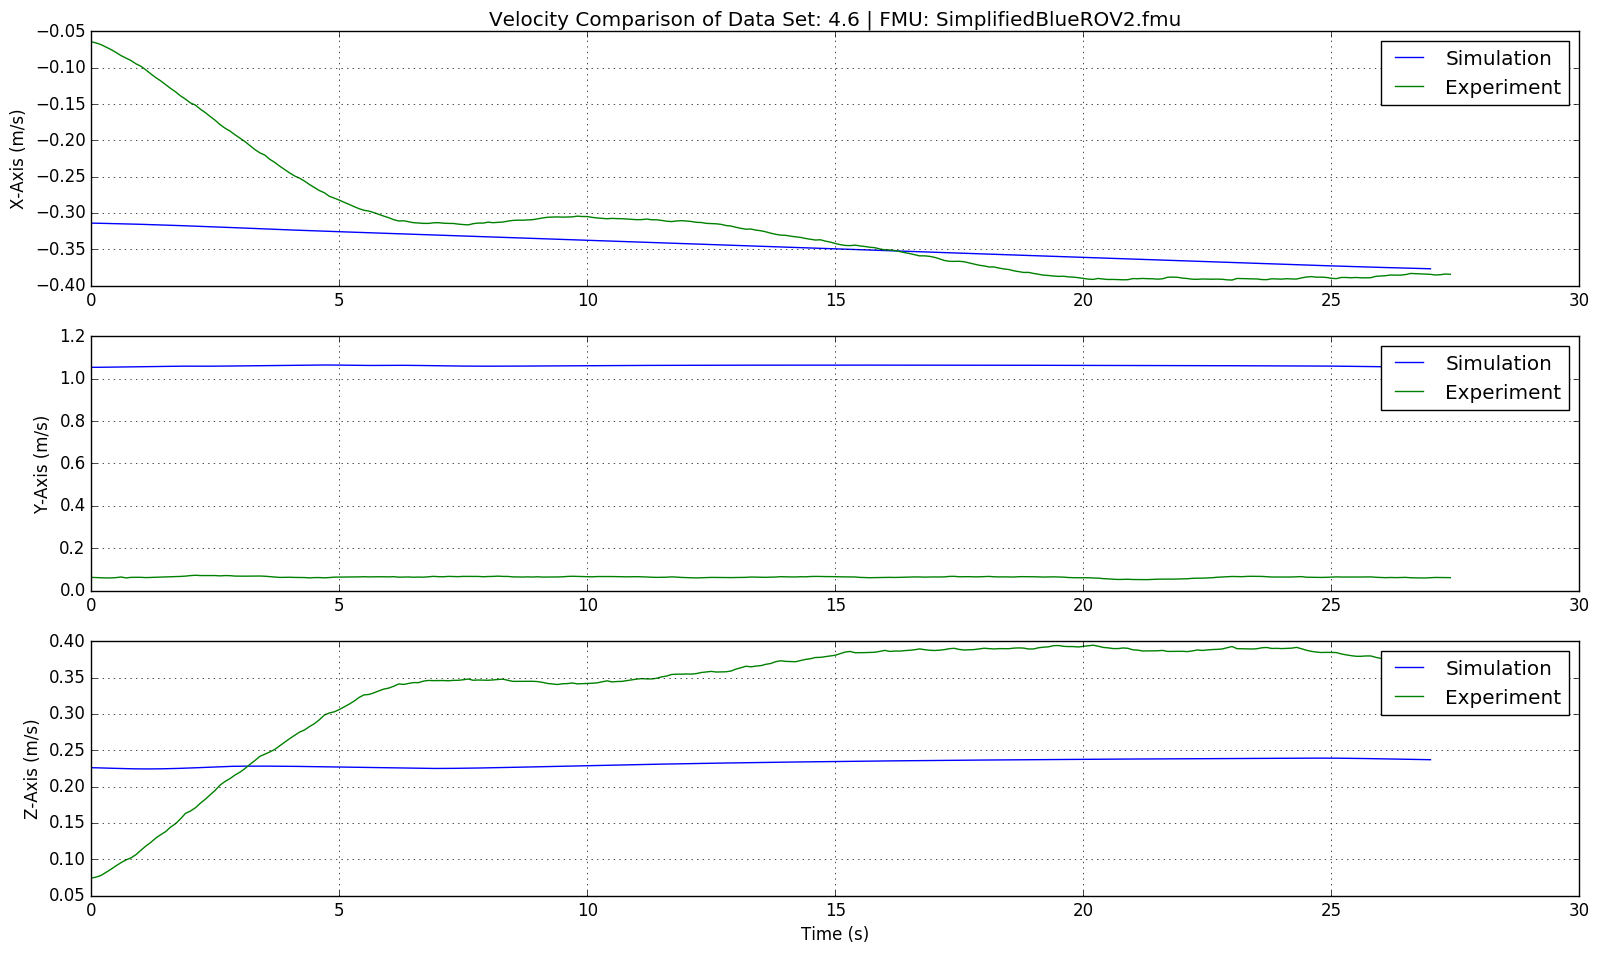 Velocity Comparison of Data Set: 4.6 | FMU: SimplifiedBlueROV2.fmu
X-Axis (m/s)
−0.05
−0.10
−0.15
−0.20
−0.25
−0.30
−0.35
−0.40
Simulation
Experiment
0 5 10 15 20 25 30
Y-Axis (m/s)
1.2
1.0
0.8
0.6
0.4
0.2
0.0
Simulation
Experiment
0 5 10 15 20 25 30
Z-Axis (m/s)
0.40
0.35
0.30
0.25
0.20
0.15
0.10
0.05
Simulation
Experiment
0 5 10 15 20 25 30
Time (s)